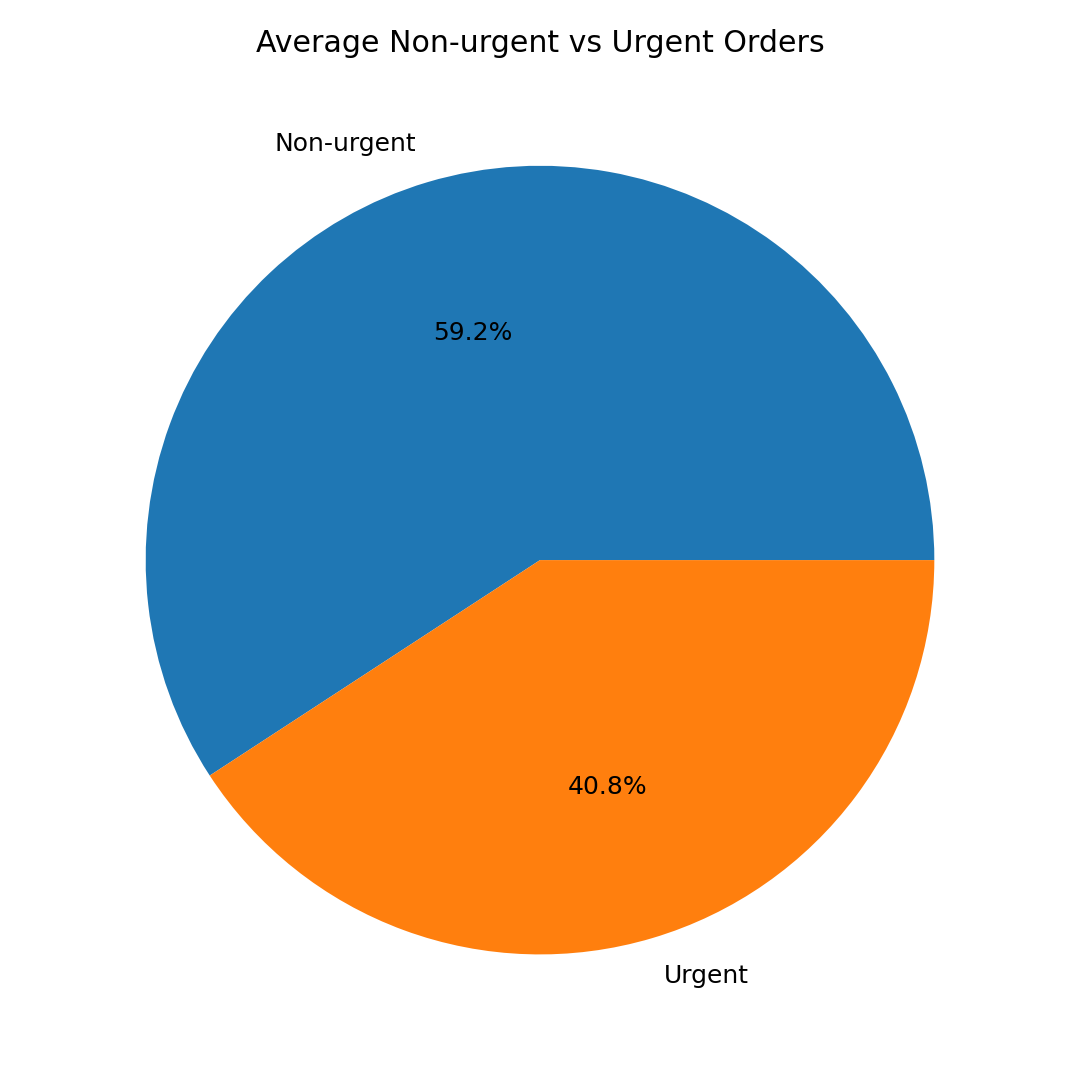 Average Non-urgent vs Urgent Orders
Non-urgent
59.2%
40.8%
Urgent